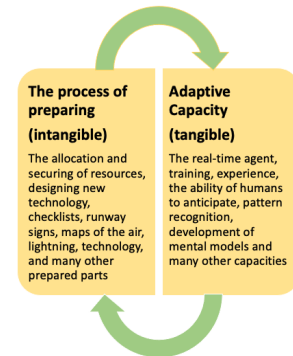 The process of
preparing
(intangible)
The allocation and
securing of resources,
designing new
technology,
checklists, runway
signs, maps of the air,
lightning, technology,
and many other
prepared parts
Adaptive
Capacity
(tangible)
The real-time agent,
training, experience,
the ability of humans
to anticipate, pattern
recognition,
development of
mental models and
many other capacities